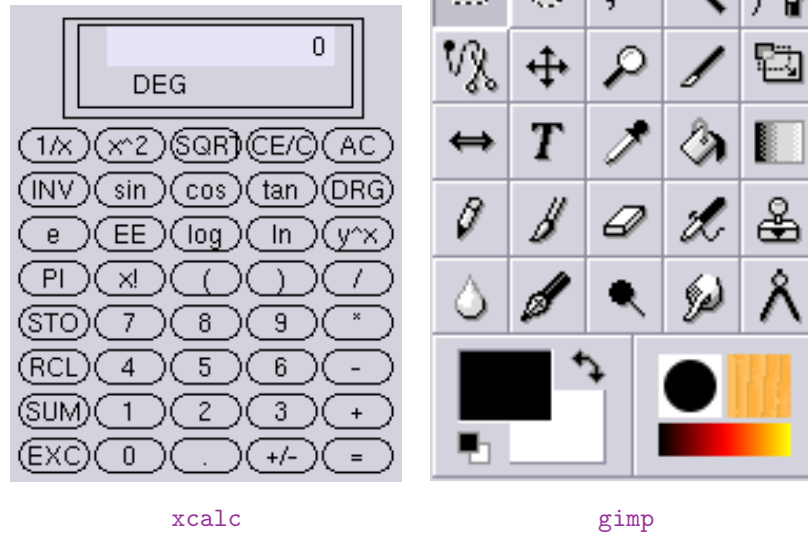 0
DEG
1/x x^2 SQRT CE/C AC
INV sin cos tan DRG
e EE log ln y^x
PI x! ( ) /
STO 7 8 9 *
RCL 4 5 6 -
SUM 1 2 3 +
EXC 0 . +/- =
T
xcalc
gimp